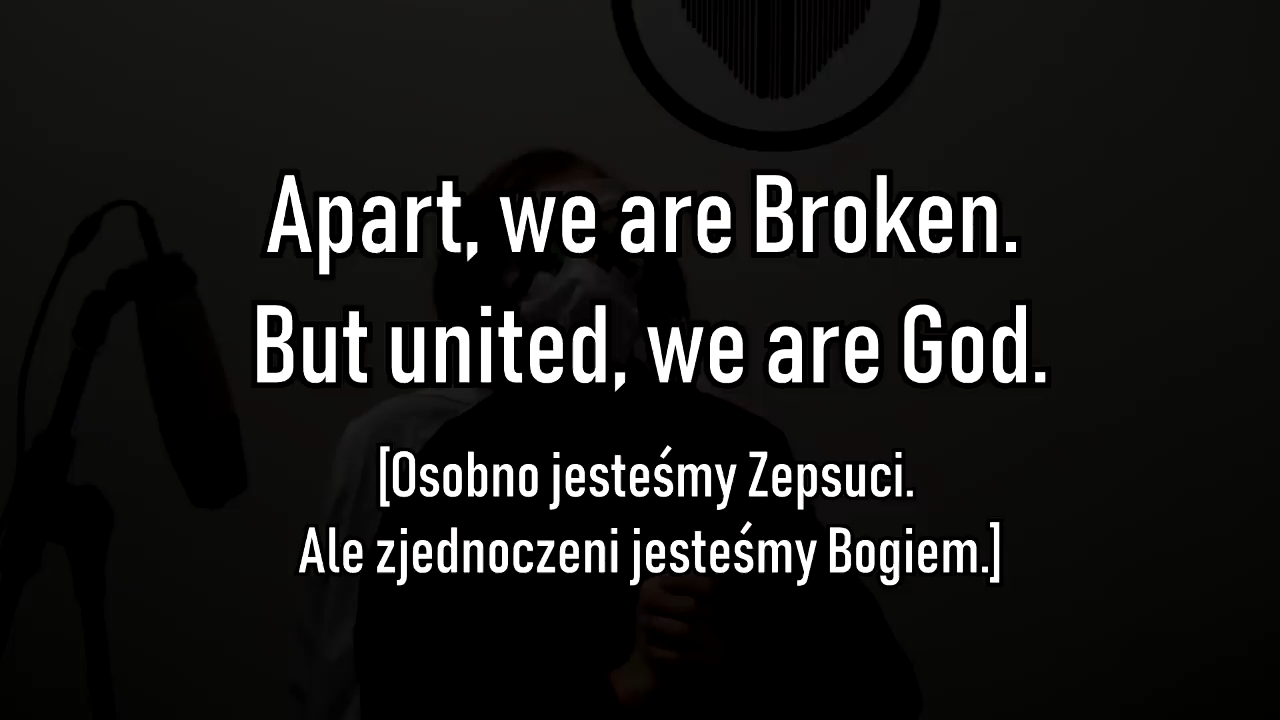 Apart, we are Broken.
But united, we are God.
[Osobno jesteśmy Zepsuci.
Ale zjednoczeni jesteśmy Bogiem.]